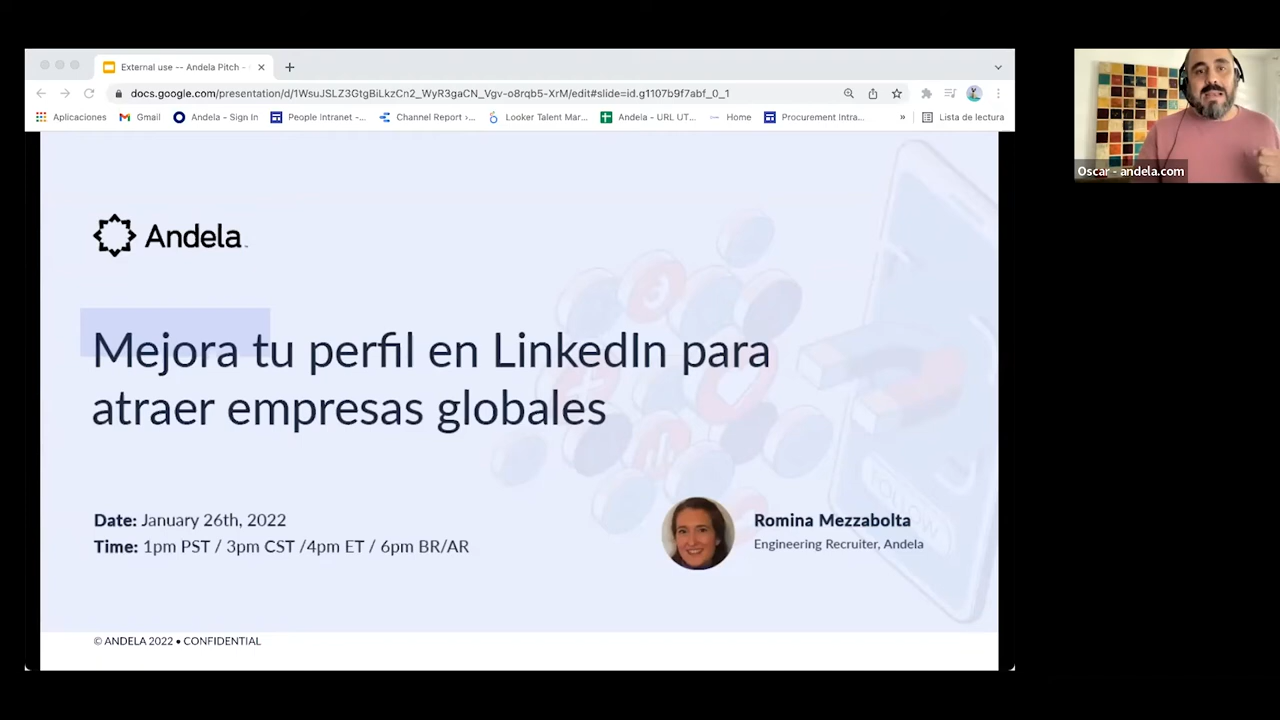 External use -- Andela Pitch -
docs.google.com/presentation/d/1WsuJSLZ3GtgBiLkzCn2_WyR3gaCN_Vgv-o8rqb5-XrM/edit#slide=id.g1107b9f7abf_0_1
Aplicaciones Gmail Andela - Sign In People Intranet -... Channel Report ›... Looker Talent Mar... Andela - URL UT... Home Procurement Intra... » Lista de lectura
Oscar - andela.com
Andela
Mejora tu perfil en LinkedIn para
atraer empresas globales
FOLLOW
Date: January 26th, 2022
Time: 1pm PST / 3pm CST /4pm ET / 6pm BR/AR
Romina Mezzabolta
Engineering Recruiter, Andela
© ANDELA 2022 • CONFIDENTIAL